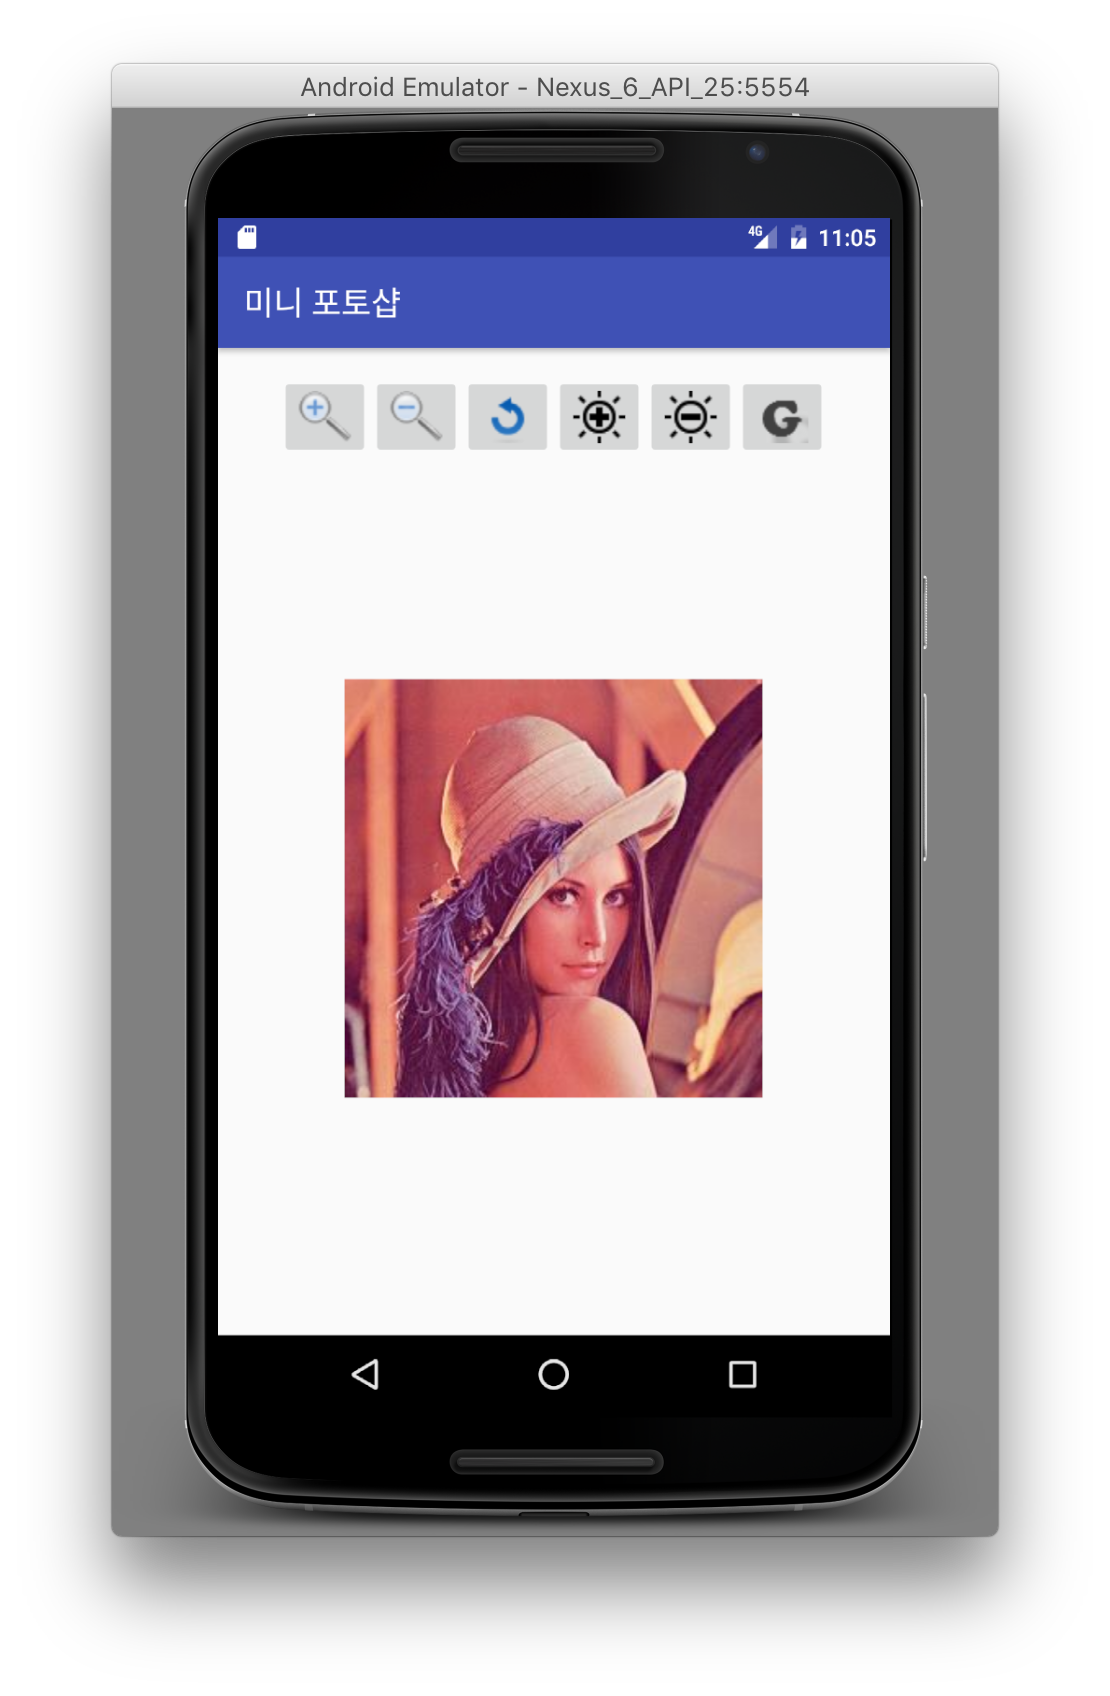 Android Emulator - Nexus_6_API_25:5554
4G 11:05
미니 포토샵
G